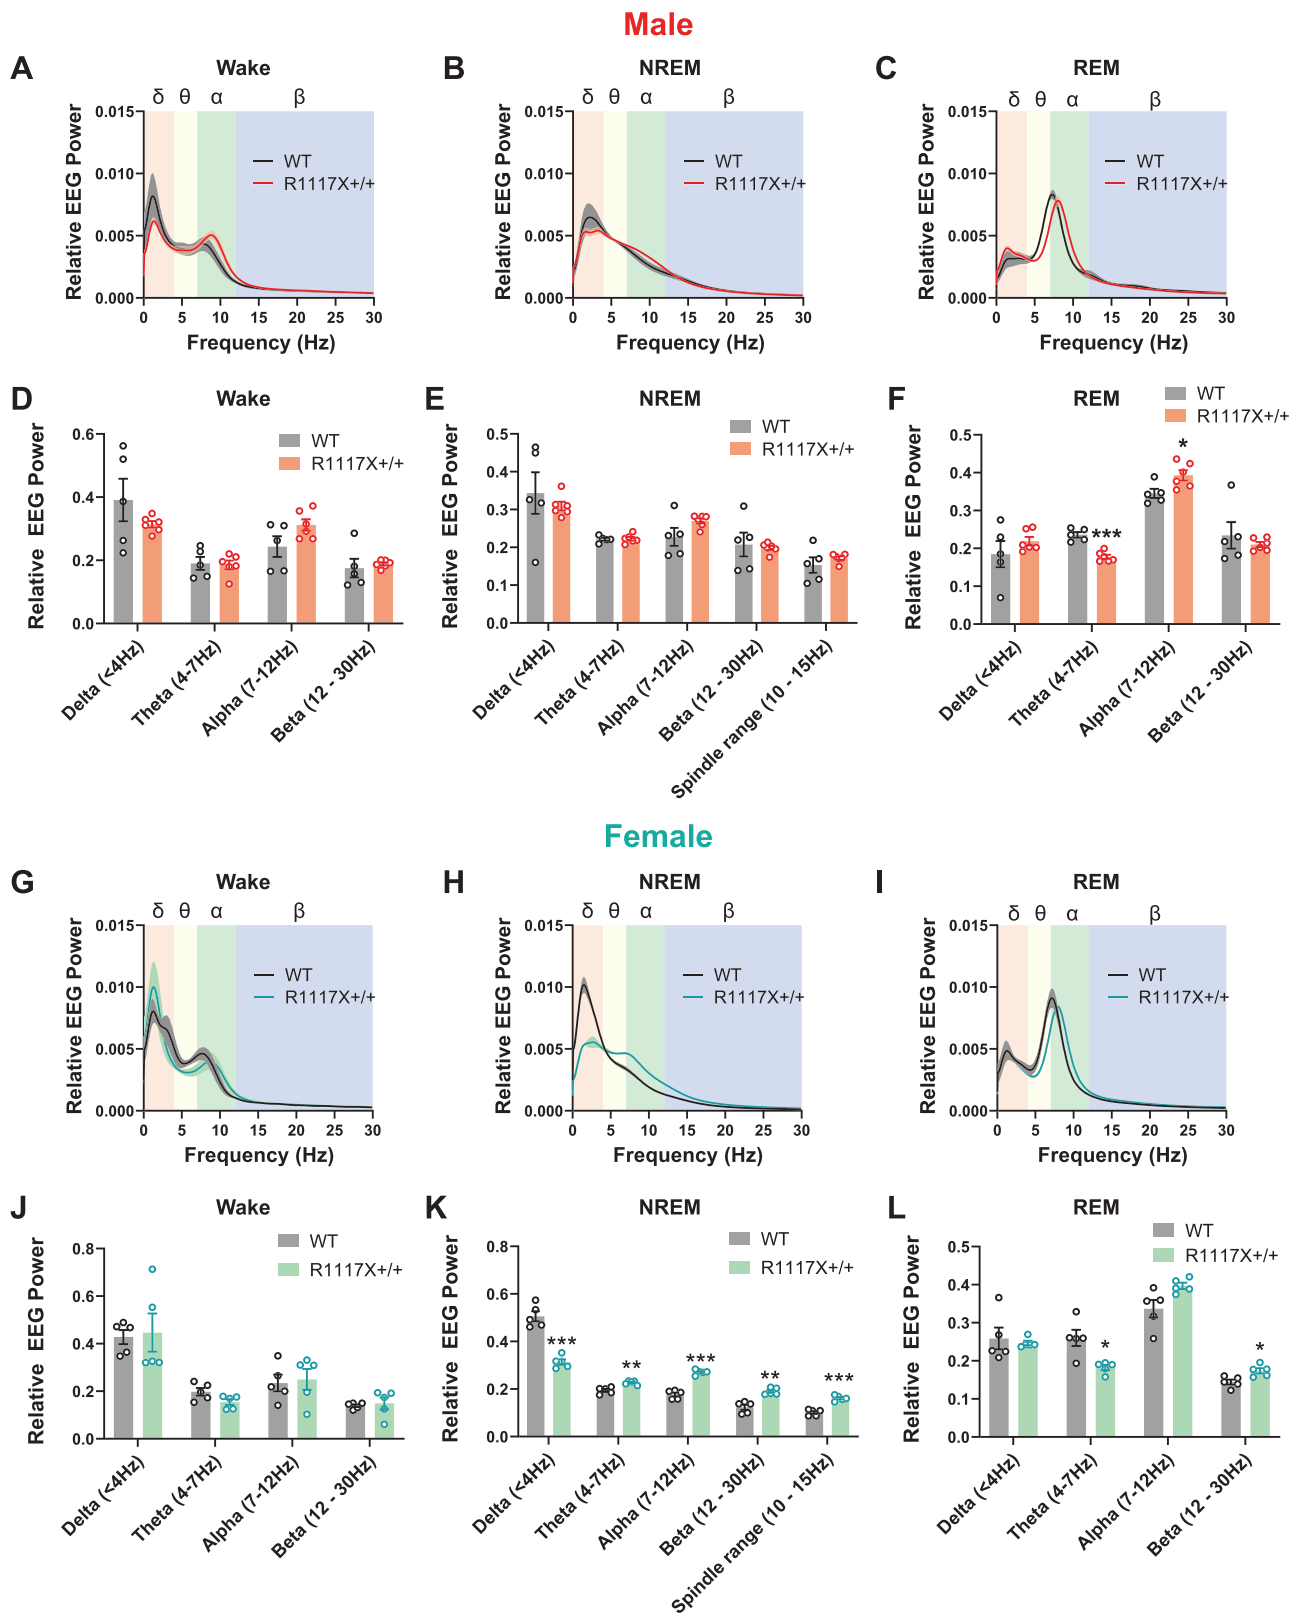 Male
A
Wake
B
NREM
C
REM
δ θ α β
δ θ α β
δ θ α β
Relative EEG Power
0.015
0.010
0.005
0.000
WT
R1117X+/+
0 5 10 15 20 25 30
Frequency (Hz)
Relative EEG Power
0.015
0.010
0.005
0.000
WT
R1117X+/+
0 5 10 15 20 25 30
Frequency (Hz)
Relative EEG Power
0.015
0.010
0.005
0.000
WT
R1117X+/+
0 5 10 15 20 25 30
Frequency (Hz)
D
Wake
Relative EEG Power
0.6
0.4
0.2
0.0
WT
R1117X+/+
Delta (<4Hz)
Theta (4-7Hz)
Alpha (7-12Hz)
Beta (12 - 30Hz)
E
NREM
Relative EEG Power
0.5
0.4
0.3
0.2
0.1
0.0
WT
R1117X+/+
Delta (<4Hz)
Theta (4-7Hz)
Alpha (7-12Hz)
Beta (12 - 30Hz)
Spindle range (10 - 15Hz)
F
REM
WT
R1117X+/+
Relative EEG Power
0.5
0.4
0.3
0.2
0.1
0.0
***
*
Delta (<4Hz)
Theta (4-7Hz)
Alpha (7-12Hz)
Beta (12 - 30Hz)
Female
G
Wake
H
NREM
I
REM
δ θ α β
δ θ α β
δ θ α β
Relative EEG Power
0.015
0.010
0.005
0.000
WT
R1117X+/+
0 5 10 15 20 25 30
Frequency (Hz)
Relative EEG Power
0.015
0.010
0.005
0.000
WT
R1117X+/+
0 5 10 15 20 25 30
Frequency (Hz)
Relative EEG Power
0.015
0.010
0.005
0.000
WT
R1117X+/+
0 5 10 15 20 25 30
Frequency (Hz)
J
Wake
Relative EEG Power
0.8
0.6
0.4
0.2
0.0
WT
R1117X+/+
Delta (<4Hz)
Theta (4-7Hz)
Alpha (7-12Hz)
Beta (12 - 30Hz)
K
NREM
Relative EEG Power
0.8
0.6
0.4
0.2
0.0
WT
R1117X+/+
*** ** *** ** ***
Delta (<4Hz)
Theta (4-7Hz)
Alpha (7-12Hz)
Beta (12 - 30Hz)
Spindle range (10 - 15Hz)
L
REM
WT
R1117X+/+
Relative EEG Power
0.5
0.4
0.3
0.2
0.1
0.0
* *
Delta (<4Hz)
Theta (4-7Hz)
Alpha (7-12Hz)
Beta (12 - 30Hz)